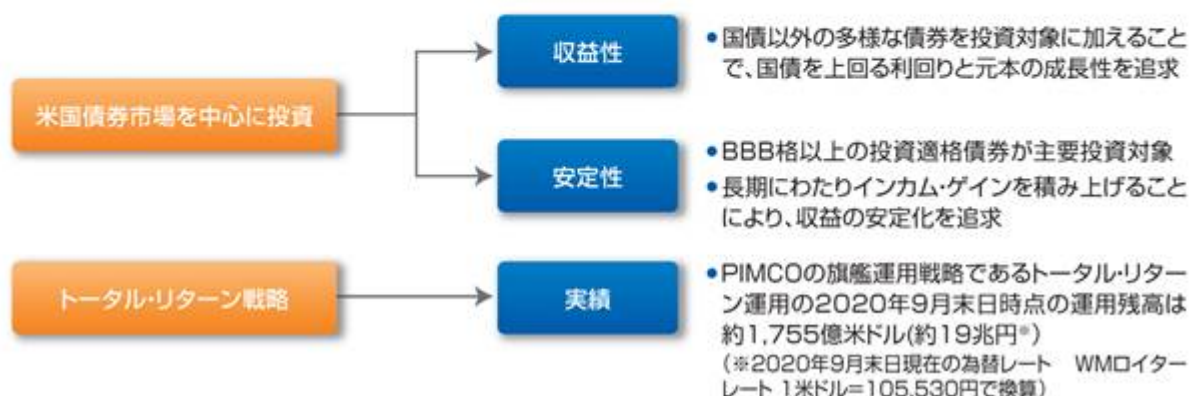 米国債券市場を中心に投資
収益性
●国債以外の多様な債券を投資対象に加えること
で、国債を上回る利回りと元本の成長性を追求
安定性
●BBB格以上の投資適格債券が主要投資対象
●長期にわたりインカム・ゲインを積み上げること
により、収益の安定化を追求
トータル・リターン戦略
実績
●PIMCOの旗艦運用戦略であるトータル・リター
ン運用の2020年9月末日時点の運用残高は
約1,755億米ドル(約19兆円※)
(※2020年9月末日現在の為替レート　WMロイター
レート 1米ドル=105.530円で換算)